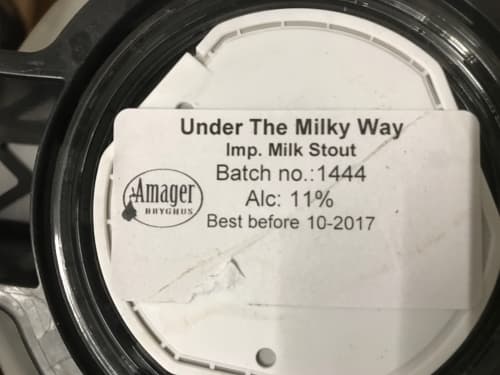 Under The Milky Way
Imp. Milk Stout
Batch no.:1444
Alc: 11%
Best before 10-2017
Amager
BRYGHUS